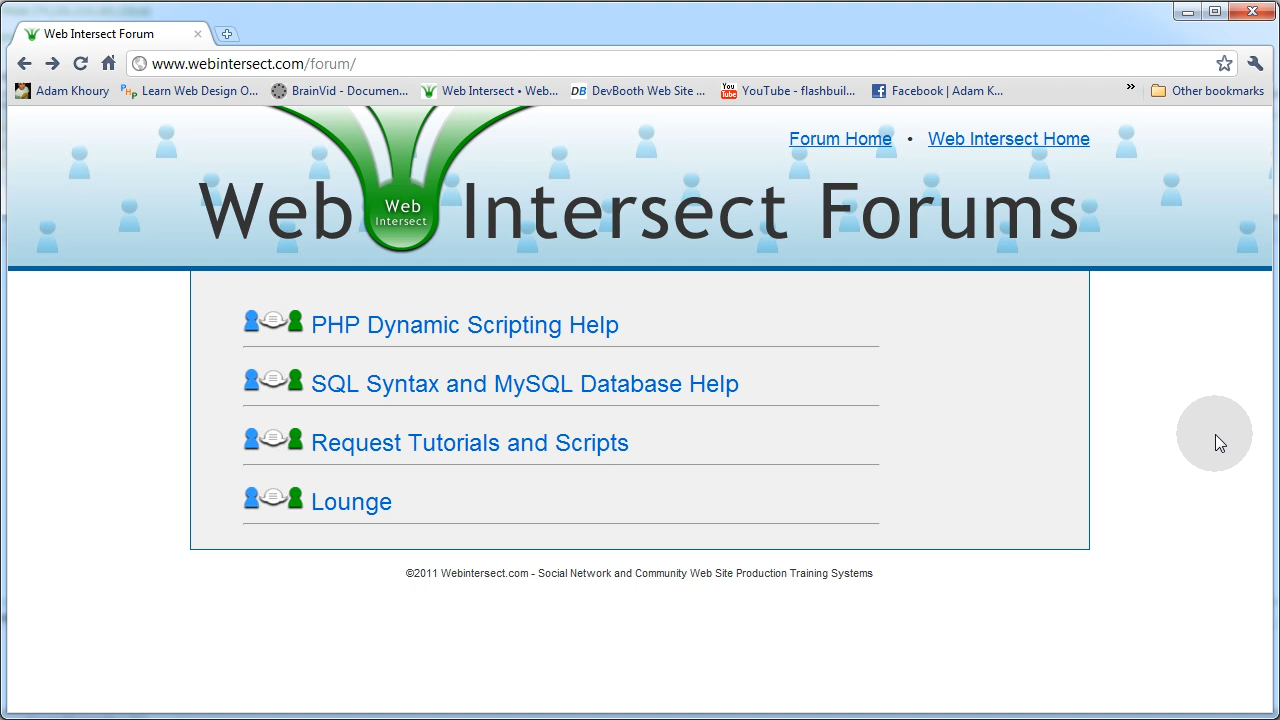 Web Intersect Forum
www.webintersect.com/forum/
Adam Khoury
Learn Web Design O...
BrainVid - Documen...
Web Intersect • Web...
DB DevBooth Web Site ...
You Tube YouTube - flashbuil...
Facebook | Adam K...
»
Other bookmarks
Forum Home • Web Intersect Home
Web Web Intersect Intersect Forums
PHP Dynamic Scripting Help
SQL Syntax and MySQL Database Help
Request Tutorials and Scripts
Lounge
©2011 Webintersect.com - Social Network and Community Web Site Production Training Systems